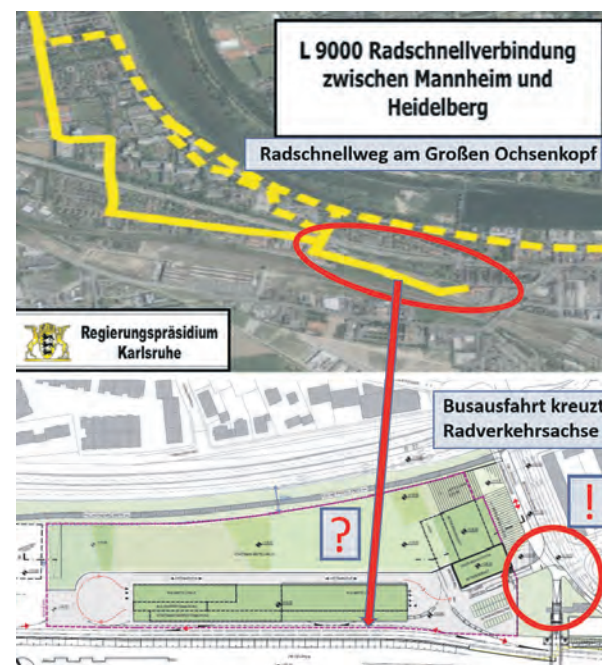 L 9000 Radschnellverbindung
zwischen Mannheim und
Heidelberg
Radschnellweg am Großen Ochsenkopf
Regierungspräsidium
Karlsruhe
Busausfahrt kreuzt
Radverkehrsachse
?
!